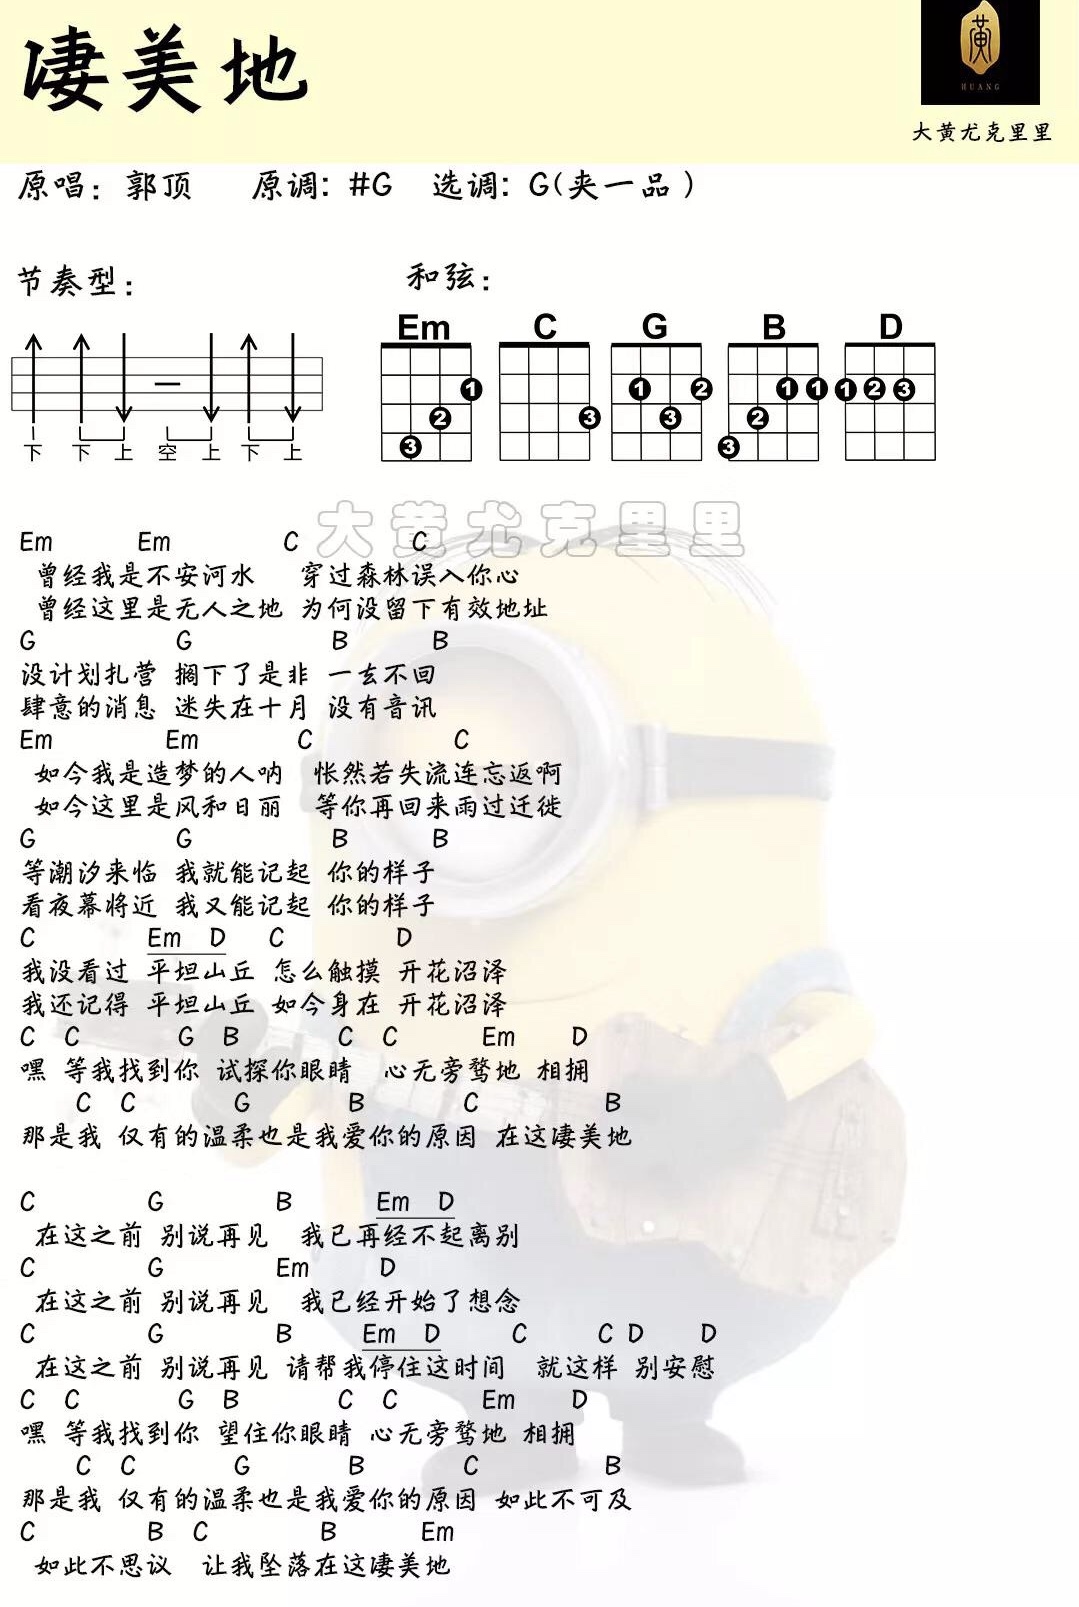 凄美地
黄
HUANG
大黄尤克里里
原唱：郭顶 原调: #G 选调: G(夹一品)
节奏型：
和弦：
Em C G B D
1 1 2 1 1 1 2 3
2 3 3 2
3 3
下 下 上 空 上 下 上
大黄尤克里里
Em Em C C
曾经我是不安河水 穿过森林误入你心
曾经这里是无人之地 为何没留下有效地址
G G B B
没计划扎营 搁下了是非 一玄不回
肆意的消息 迷失在十月 没有音讯
Em Em C C
如今我是造梦的人呐 怅然若失流连忘返啊
如今这里是风和日丽 等你再回来雨过迁徙
G G B B
等潮汐来临 我就能记起 你的样子
看夜幕将近 我又能记起 你的样子
C Em D C D
我没看过 平坦山丘 怎么触摸 开花沼泽
我还记得 平坦山丘 如今身在 开花沼泽
C C G B C C Em D
嘿 等我找到你 试探你眼睛 心无旁骛地 相拥
C C G B C B
那是我 仅有的温柔也是我爱你的原因 在这凄美地
C G B Em D
在这之前 别说再见 我已再经不起离别
C G Em D
在这之前 别说再见 我已经开始了想念
C G B Em D C C D D
在这之前 别说再见 请帮我停住这时间 就这样 别安慰
C C G B C C Em D
嘿 等我找到你 望住你眼睛 心无旁骛地 相拥
C C G B C B
那是我 仅有的温柔也是我爱你的原因 如此不可及
C B C B Em
如此不思议 让我坠落在这凄美地